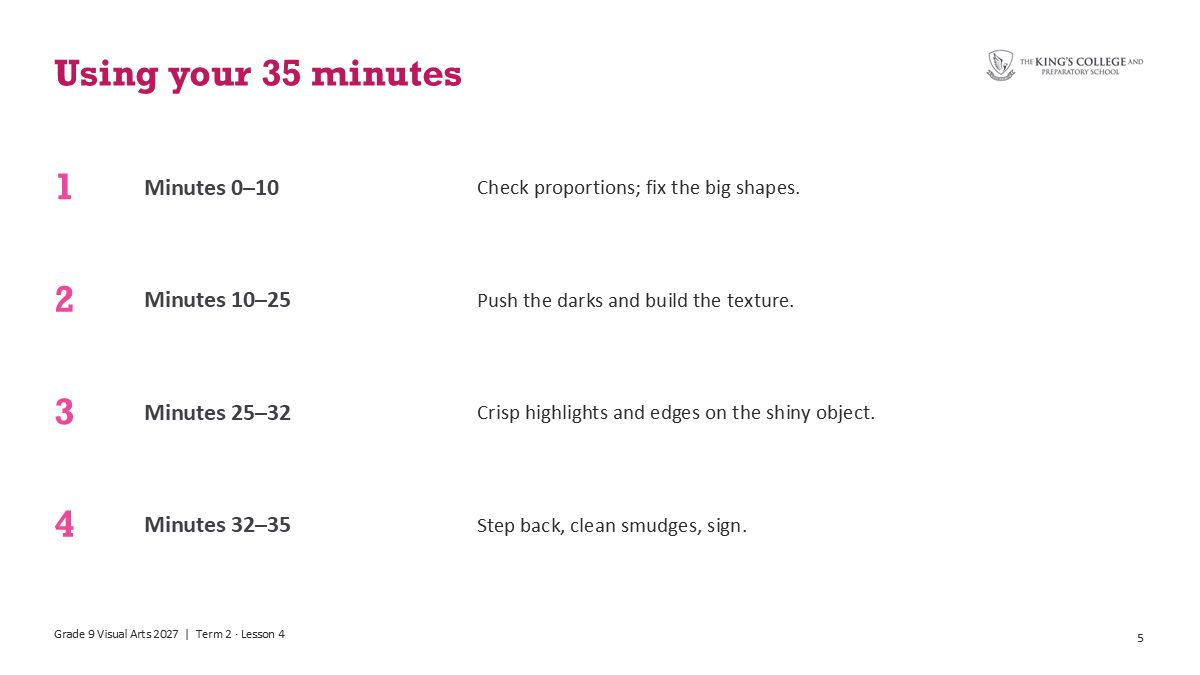 Using your 35 minutes
THE KING'S COLLEGE AND
PREPARATORY SCHOOL
1 Minutes 0–10 Check proportions; fix the big shapes.
2 Minutes 10–25 Push the darks and build the texture.
3 Minutes 25–32 Crisp highlights and edges on the shiny object.
4 Minutes 32–35 Step back, clean smudges, sign.
Grade 9 Visual Arts 2027 | Term 2 · Lesson 4
5